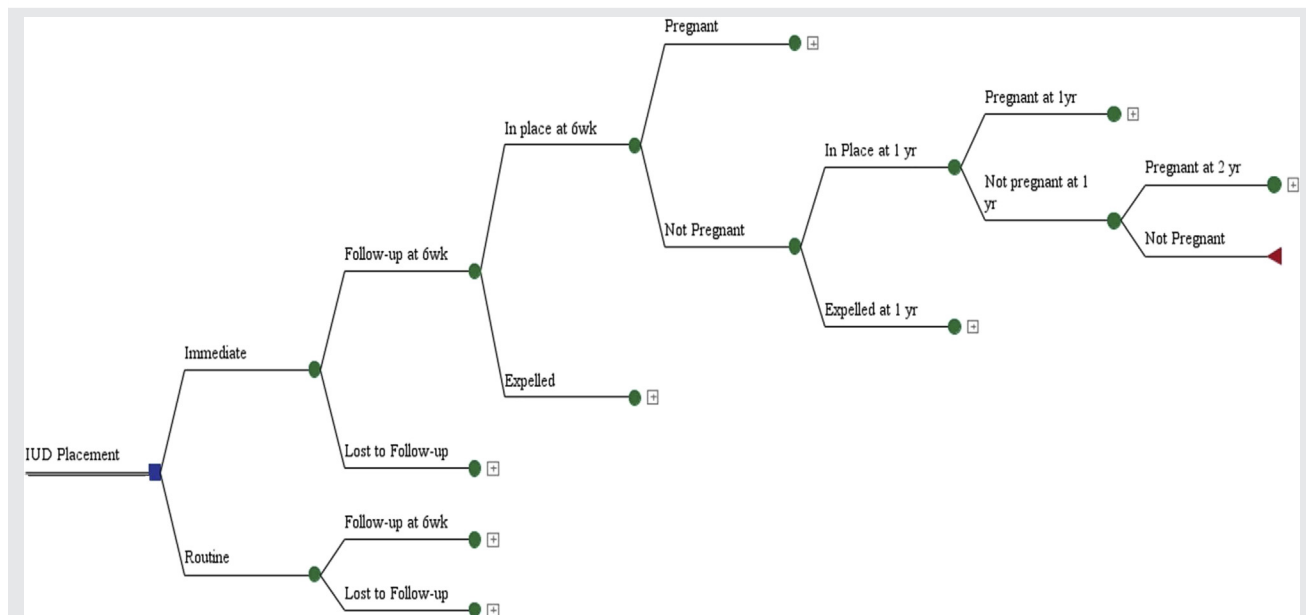 Pregnant
Pregnant at 1yr
In place at 6wk
In Place at 1 yr
Pregnant at 2 yr
Not pregnant at 1
yr
Not Pregnant
Not Pregnant
Follow-up at 6wk
Expelled at 1 yr
Immediate
Expelled
Lost to Follow-up
IUD Placement
Follow-up at 6wk
Routine
Lost to Follow-up